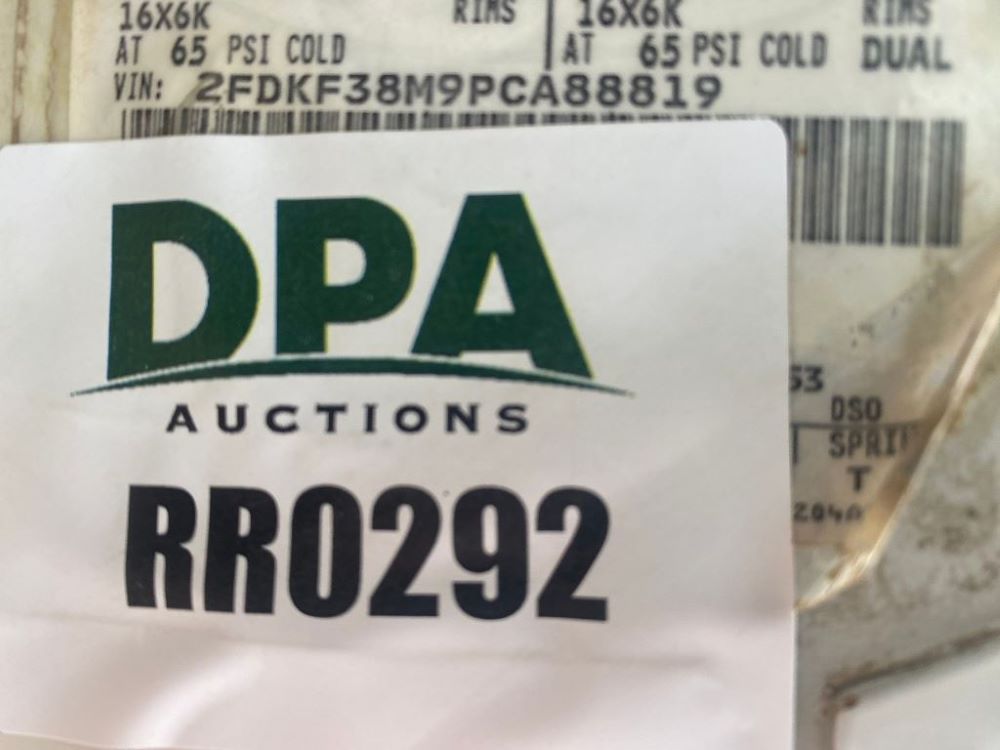 16X6K RIMS 16X6K RIMS
AT 65 PSI COLD AT 65 PSI COLD DUAL
VIN: 2FDKF38M9PCA88819
DPA
AUCTIONS
RR0292
53
DSO
T